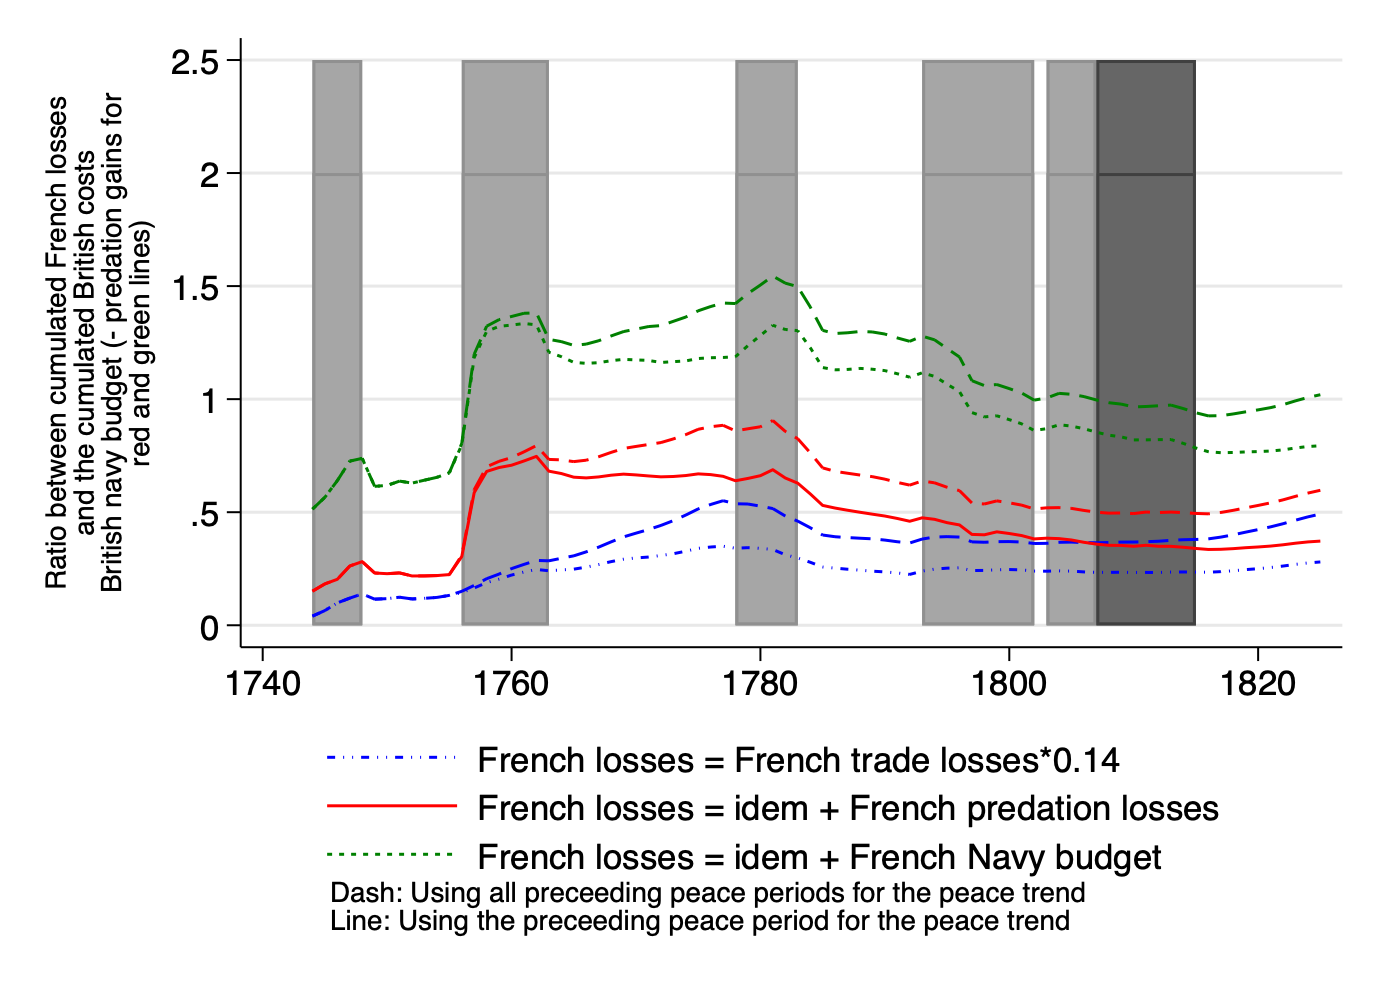 Ratio between cumulated French losses
and the cumulated British costs
British navy budget (- predation gains for
red and green lines)
2.5
2
1.5
1
.5
0
1740 1760 1780 1800 1820
French losses = French trade losses*0.14
French losses = idem + French predation losses
French losses = idem + French Navy budget
Dash: Using all preceeding peace periods for the peace trend
Line: Using the preceeding peace period for the peace trend